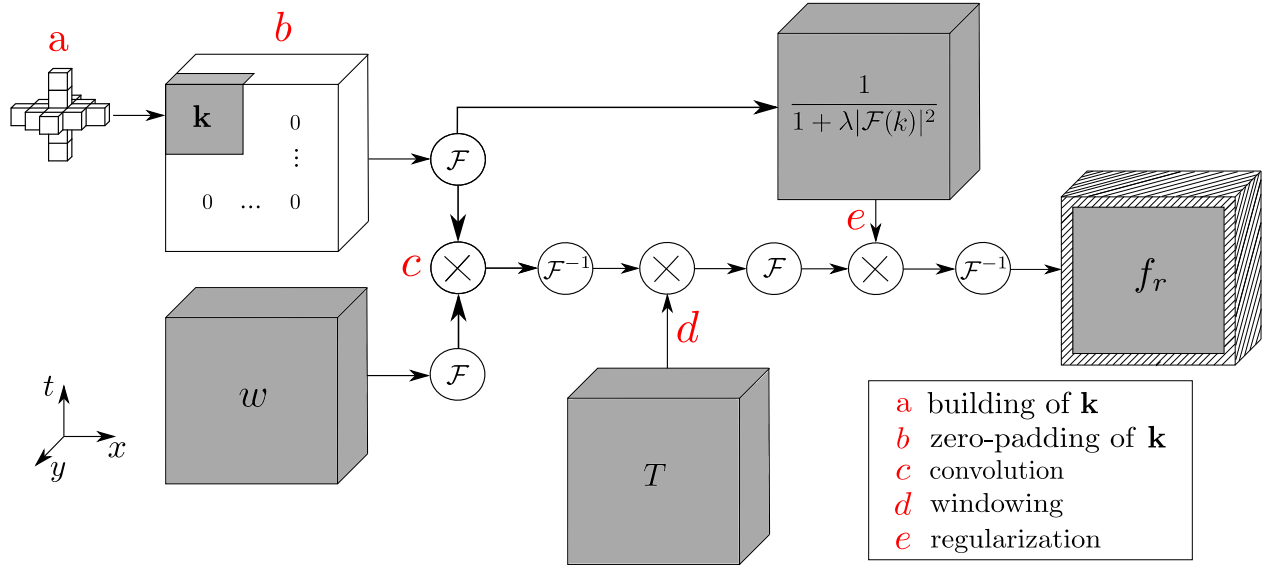 a
b
k
0
⋮
0 ... 0
1
1 + λ|F(k)|²
F
c
×
F⁻¹
×
F
×
e
F⁻¹
f_r
w
F
d
T
t
x
y
a building of k
b zero-padding of k
c convolution
d windowing
e regularization